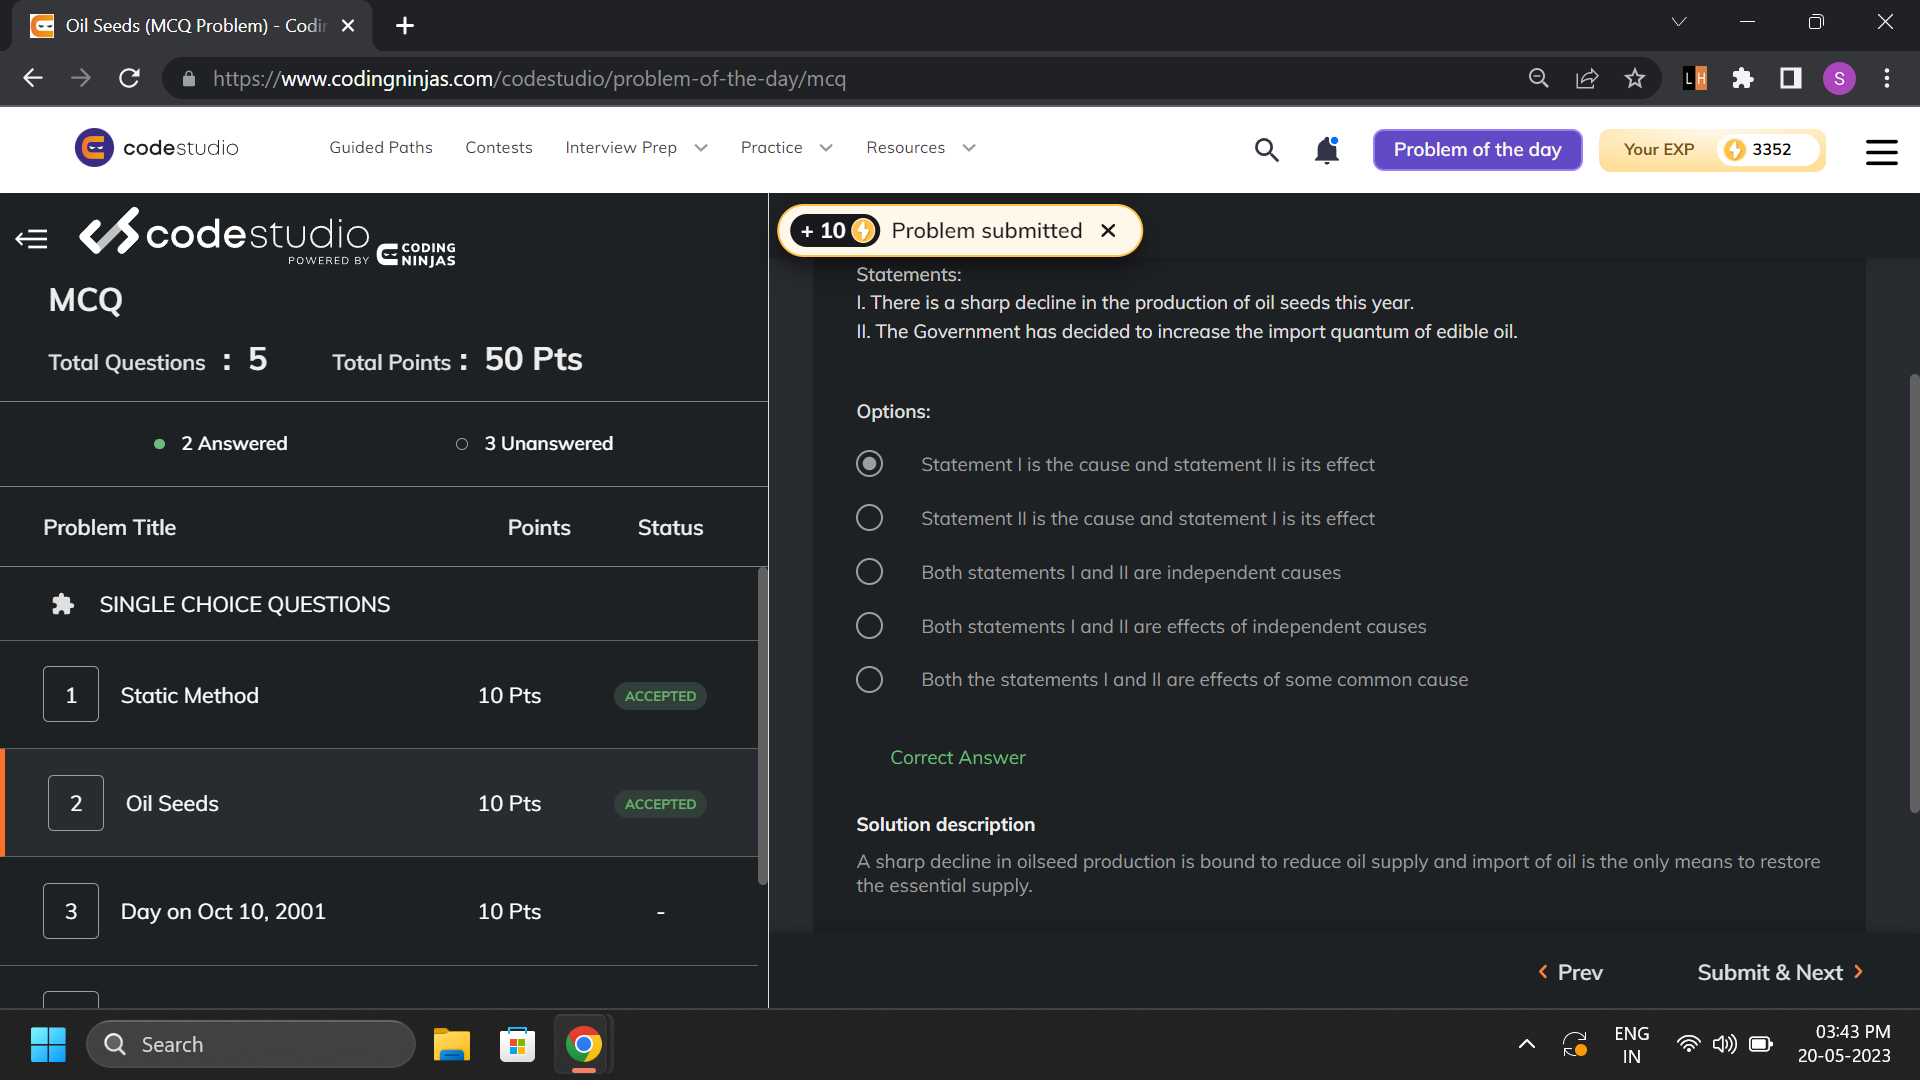 Oil Seeds (MCQ Problem) - Codin
https://www.codingninjas.com/codestudio/problem-of-the-day/mcq
L H
S
codestudio
Guided Paths
Contests
Interview Prep
Practice
Resources
Problem of the day
Your EXP 3352
codestudio
POWERED BY CODING NINJAS
MCQ
Total Questions : 5
Total Points : 50 Pts
2 Answered
3 Unanswered
Problem Title Points Status
SINGLE CHOICE QUESTIONS
1 Static Method 10 Pts ACCEPTED
2 Oil Seeds 10 Pts ACCEPTED
3 Day on Oct 10, 2001 10 Pts -
+ 10 Problem submitted
Statements:
I. There is a sharp decline in the production of oil seeds this year.
II. The Government has decided to increase the import quantum of edible oil.
Options:
Statement I is the cause and statement II is its effect
Statement II is the cause and statement I is its effect
Both statements I and II are independent causes
Both statements I and II are effects of independent causes
Both the statements I and II are effects of some common cause
Correct Answer
Solution description
A sharp decline in oilseed production is bound to reduce oil supply and import of oil is the only means to restore
the essential supply.
Prev
Submit & Next
Search
ENG
IN
03:43 PM
20-05-2023